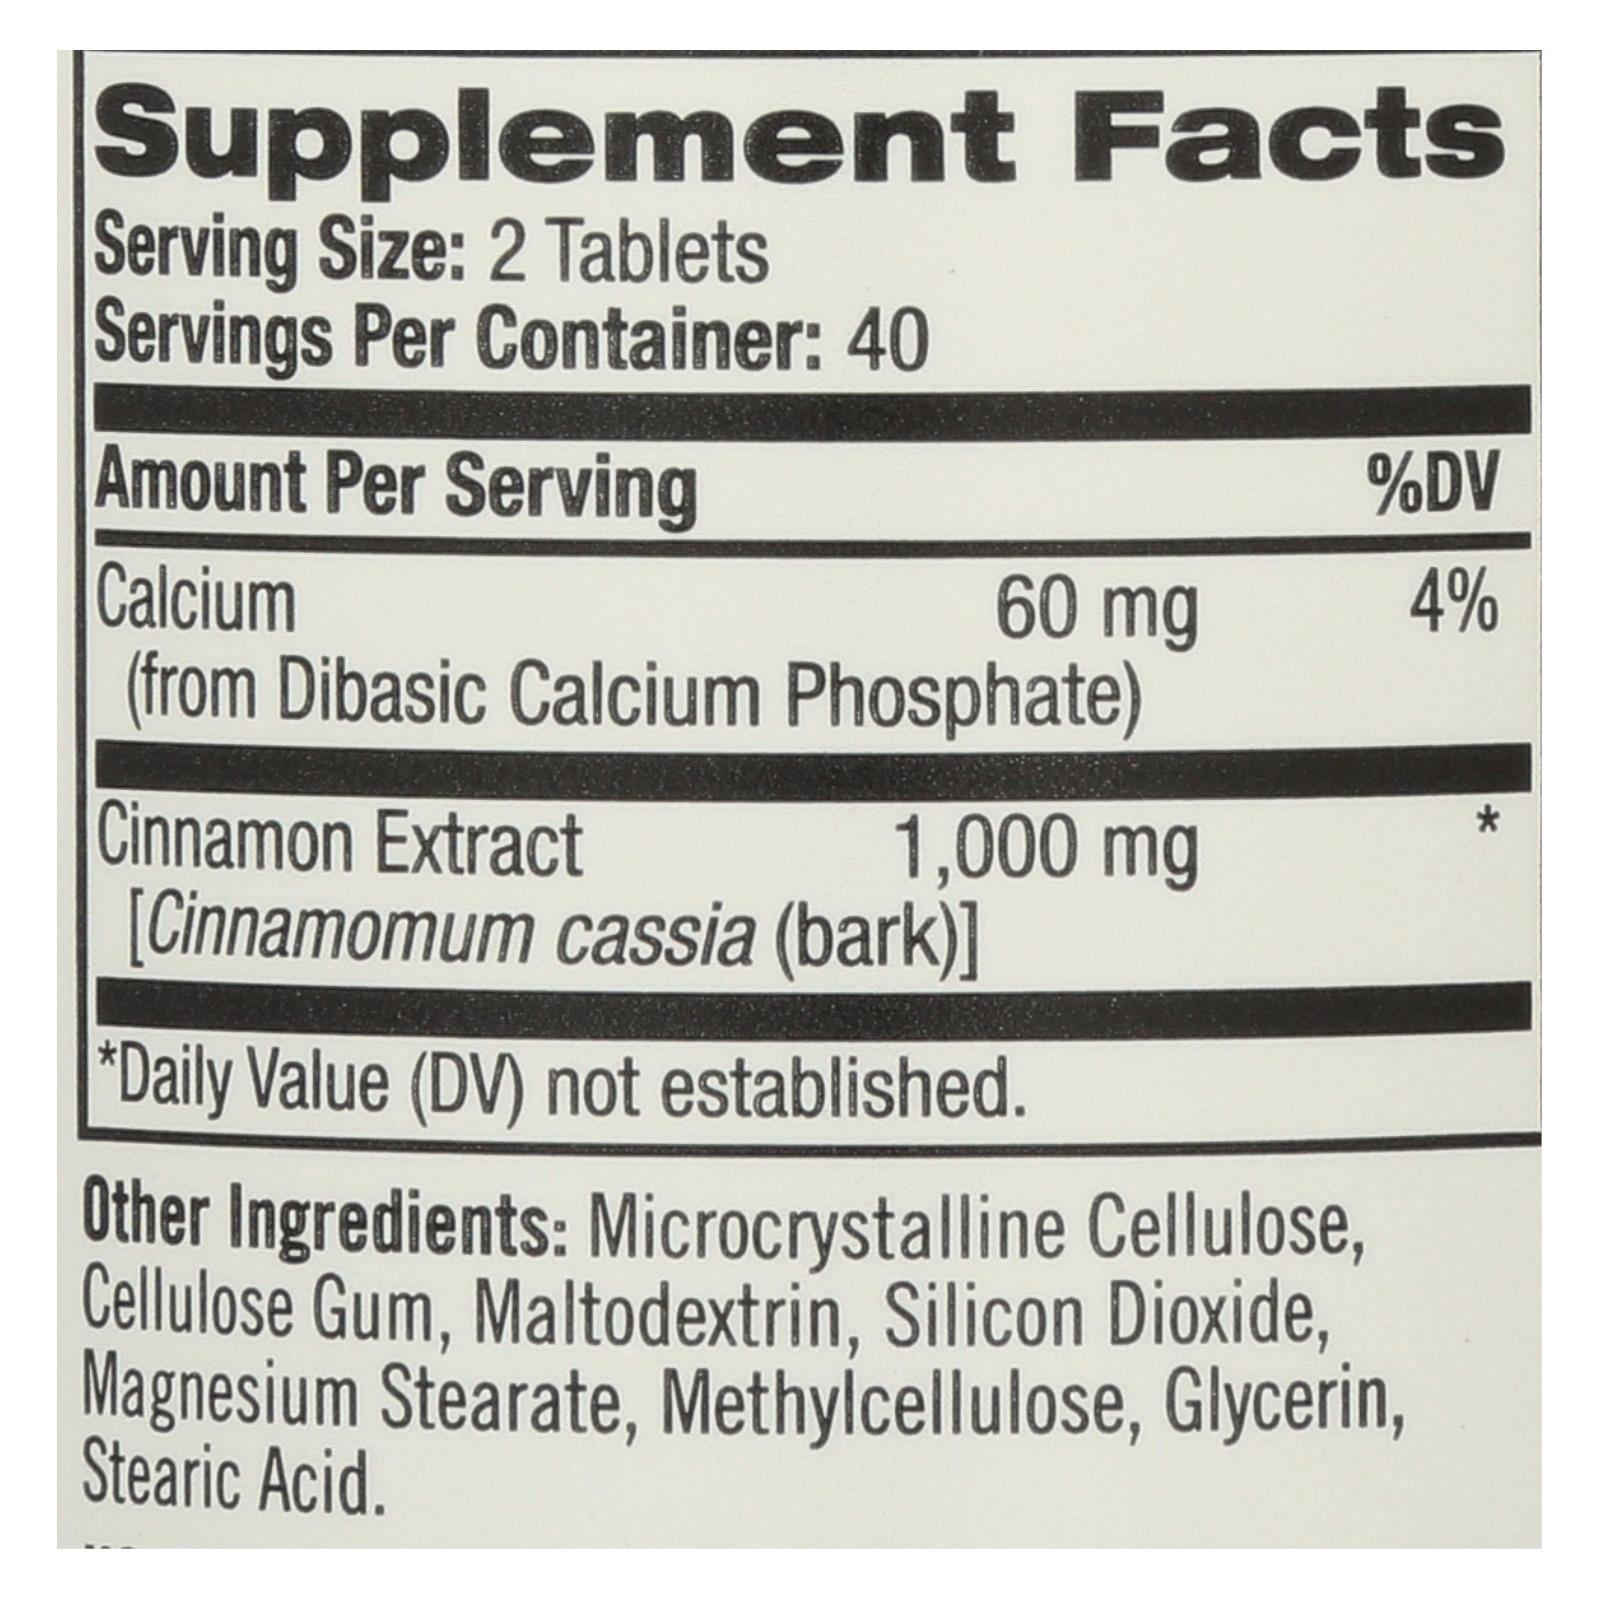 Supplement Facts
Serving Size: 2 Tablets
Servings Per Container: 40
Amount Per Serving %DV
Calcium 60 mg 4%
(from Dibasic Calcium Phosphate)
Cinnamon Extract 1,000 mg *
[Cinnamomum cassia (bark)]
*Daily Value (DV) not established.
Other Ingredients: Microcrystalline Cellulose,
Cellulose Gum, Maltodextrin, Silicon Dioxide,
Magnesium Stearate, Methylcellulose, Glycerin,
Stearic Acid.